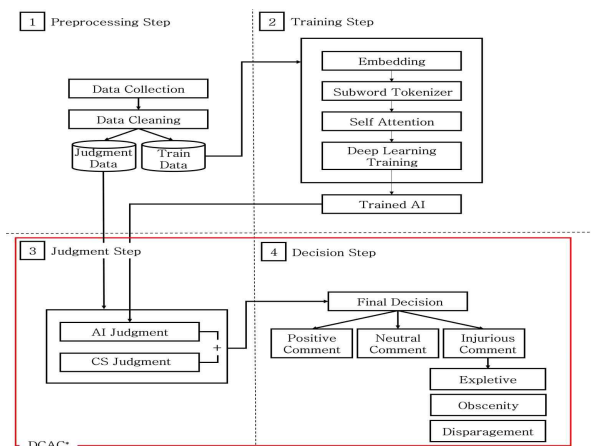 1 Preprocessing Step
Data Collection
Data Cleaning
Judgment
Data
Train
Data
2 Training Step
Embedding
Subword Tokenizer
Self Attention
Deep Learning
Training
Trained AI
3 Judgment Step
AI Judgment
+
CS Judgment
4 Decision Step
Final Decision
Positive
Comment
Neutral
Comment
Injurious
Comment
Expletive
Obscenity
Disparagement
DCAC*